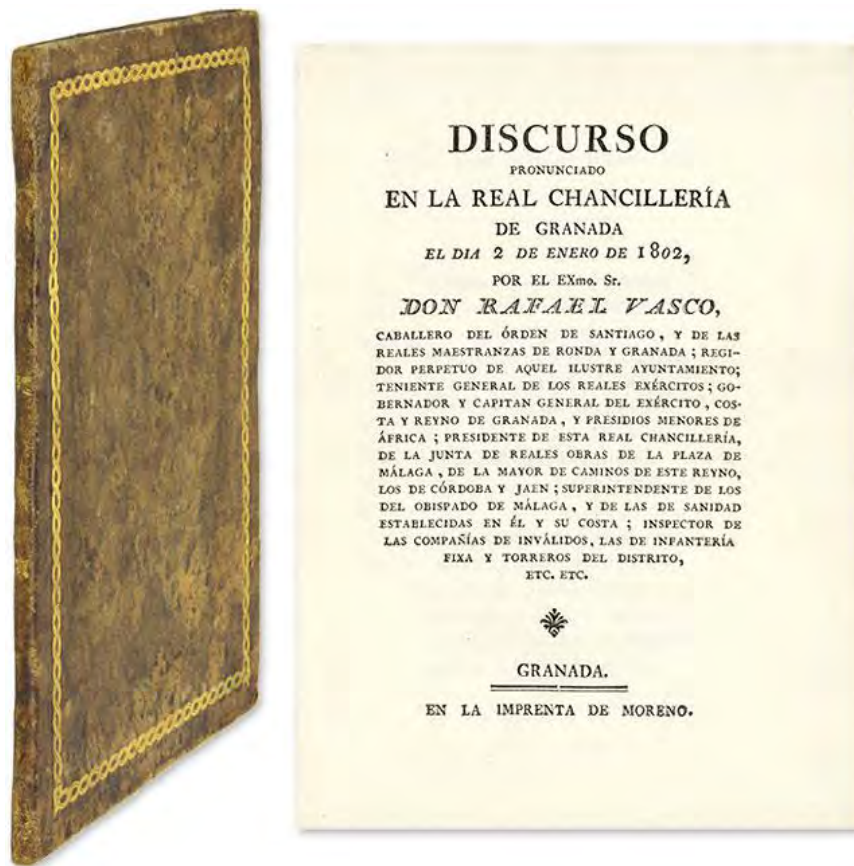 DISCURSO
PRONUNCIADO
EN LA REAL CHANCILLERÍA
DE GRANADA
EL DIA 2 DE ENERO DE 1802,
POR EL EXmo. Sr.
DON RAFAEL VASCO,
CABALLERO DEL ÓRDEN DE SANTIAGO, Y DE LAS
REALES MAESTRANZAS DE RONDA Y GRANADA; REGI-
DOR PERPETUO DE AQUEL ILUSTRE AYUNTAMIENTO;
TENIENTE GENERAL DE LOS REALES EXÉRCITOS; GO-
BERNADOR Y CAPITAN GENERAL DEL EXÉRCITO, COS-
TA Y REYNO DE GRANADA, Y PRESIDIOS MENORES DE
ÁFRICA; PRESIDENTE DE ESTA REAL CHANCILLERÍA,
DE LA JUNTA DE REALES OBRAS DE LA PLAZA DE
MÁLAGA, DE LA MAYOR DE CAMINOS DE ESTE REYNO,
LOS DE CÓRDOBA Y JAEN; SUPERINTENDENTE DE LOS
DEL OBISPADO DE MÁLAGA, Y DE LAS DE SANIDAD
ESTABLECIDAS EN ÉL Y SU COSTA; INSPECTOR DE
LAS COMPAÑÍAS DE INVÁLIDOS, LAS DE INFANTERÍA
FIXA Y TORREROS DEL DISTRITO,
ETC. ETC.
GRANADA.
EN LA IMPRENTA DE MORENO.